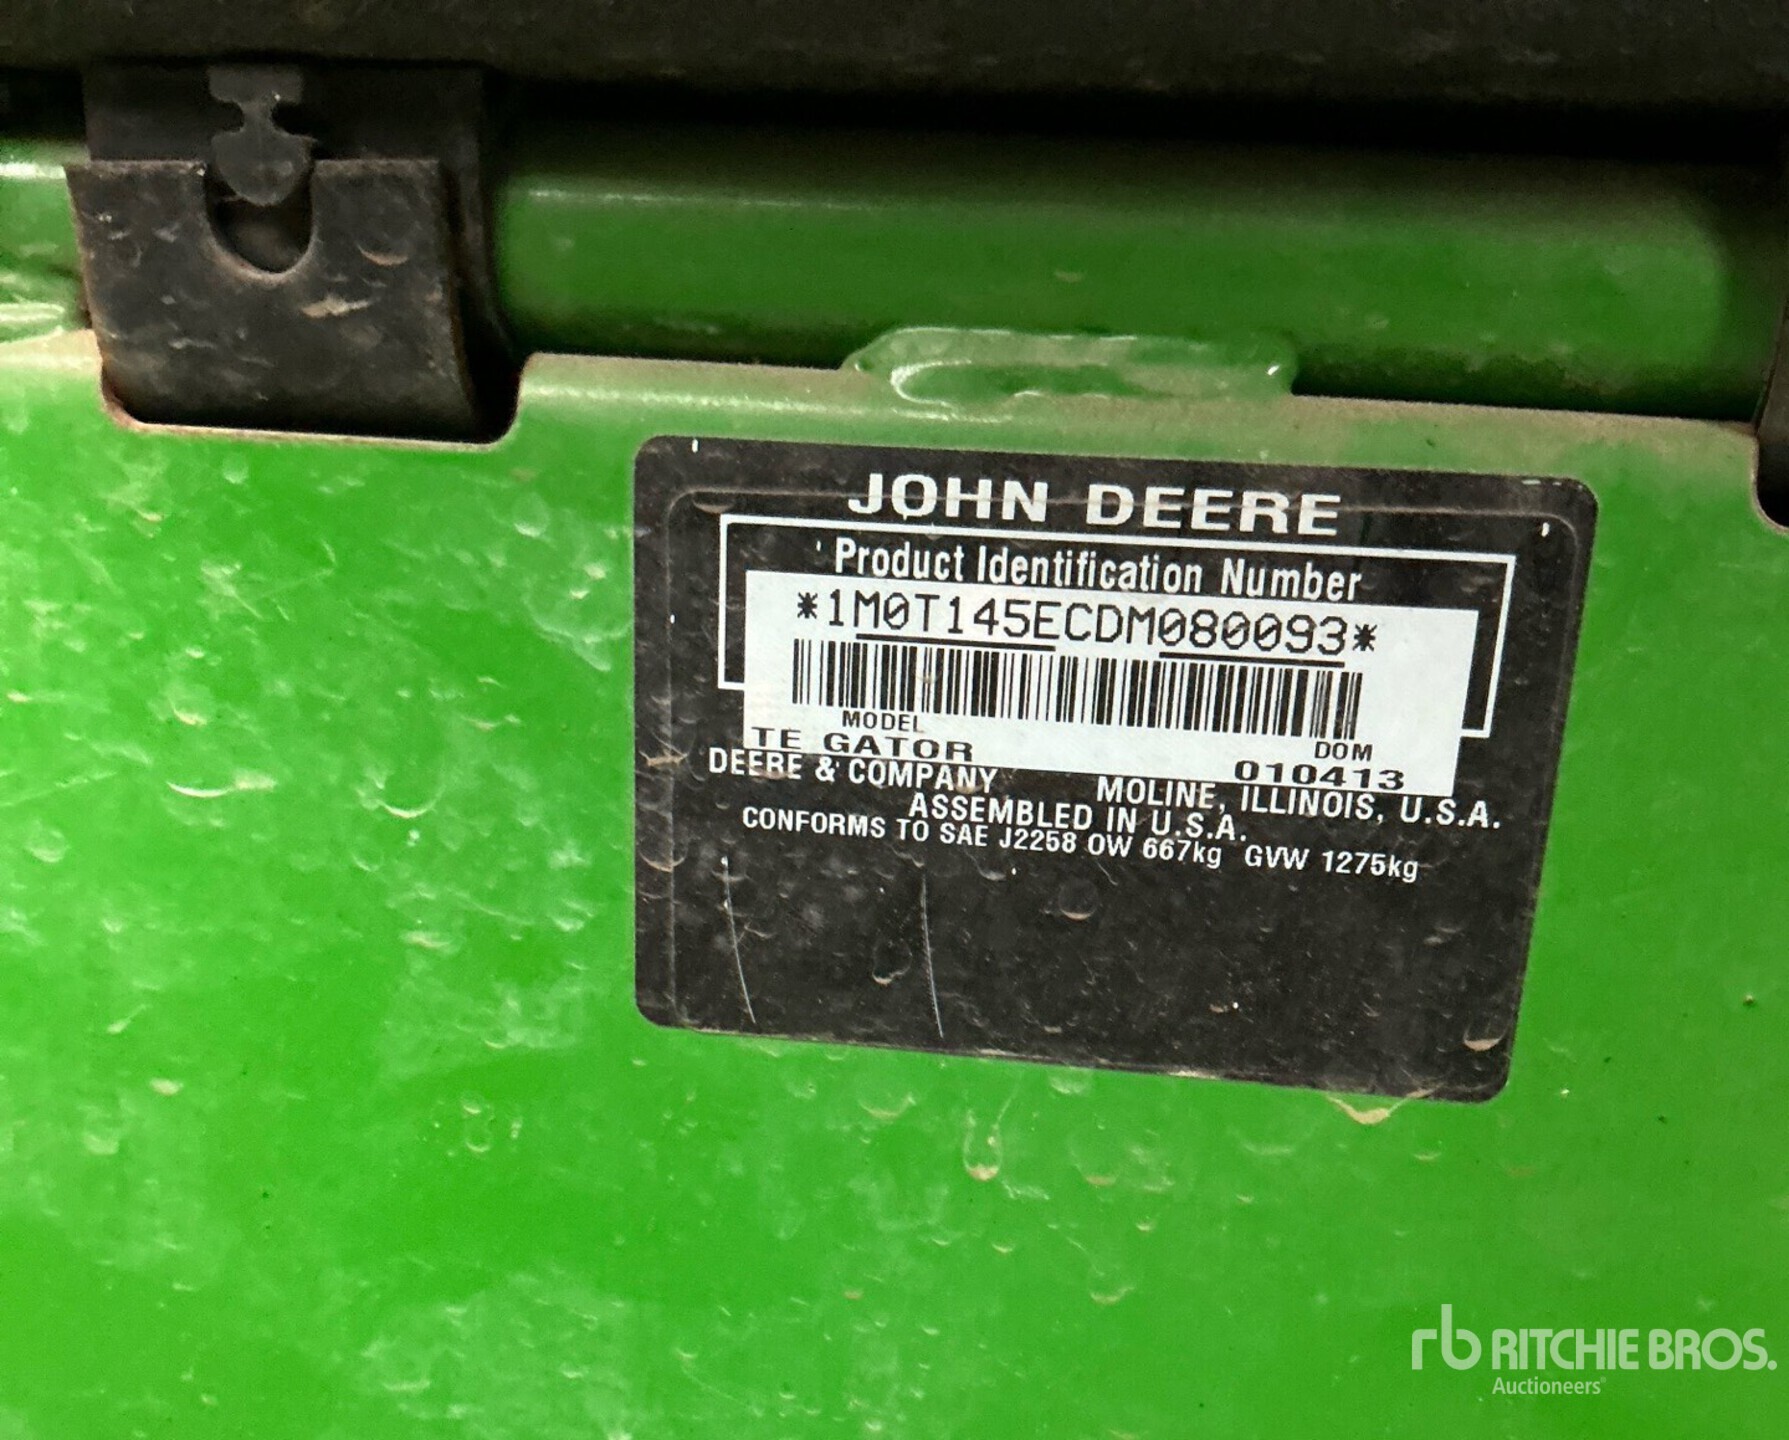 JOHN DEERE
Product Identification Number
*1M0T145ECDM080093*
MODEL DOM
TE GATOR 010413
DEERE & COMPANY MOLINE, ILLINOIS, U.S.A.
ASSEMBLED IN U.S.A.
CONFORMS TO SAE J2258 OW 667kg GVW 1275kg
rb RITCHIE BROS.
Auctioneers